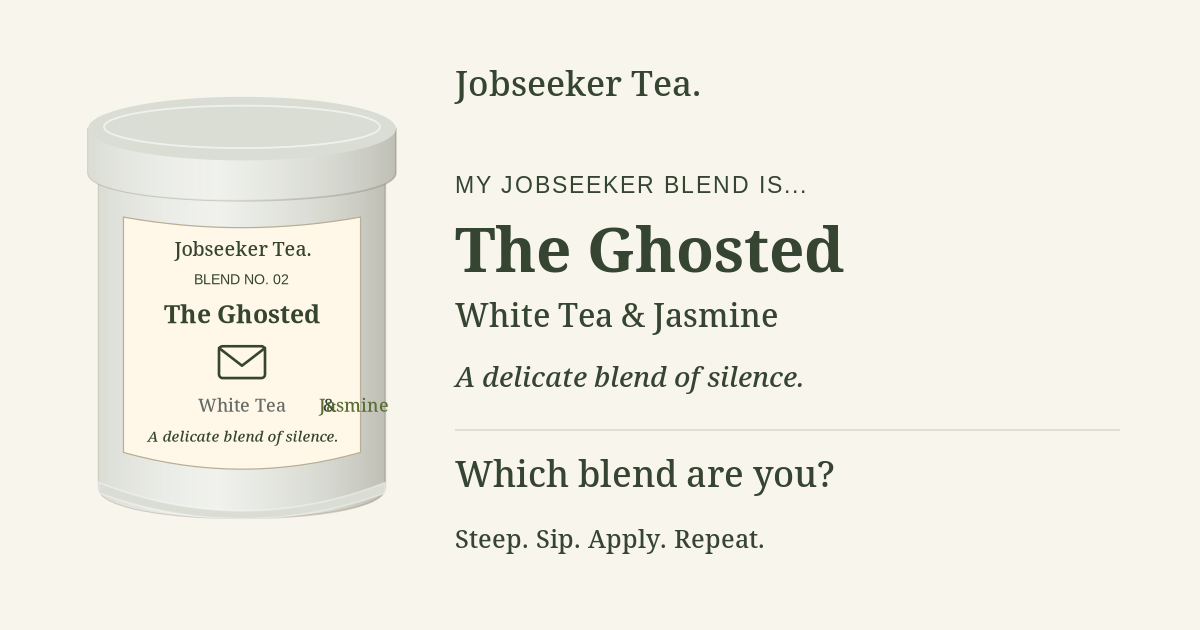 Jobseeker Tea.
BLEND NO. 02
The Ghosted
White Tea & Jasmine
A delicate blend of silence.
Jobseeker Tea.
MY JOBSEEKER BLEND IS...
The Ghosted
White Tea & Jasmine
A delicate blend of silence.
Which blend are you?
Steep. Sip. Apply. Repeat.